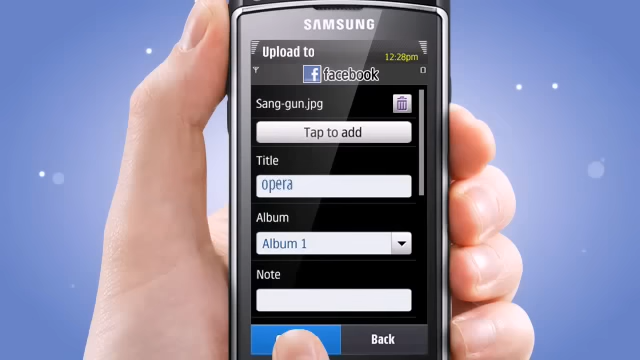 SAMSUNG
Upload to
12:28pm
f facebook
Sang-gun.jpg
Tap to add
Title
opera
Album
Album 1
Note
Back